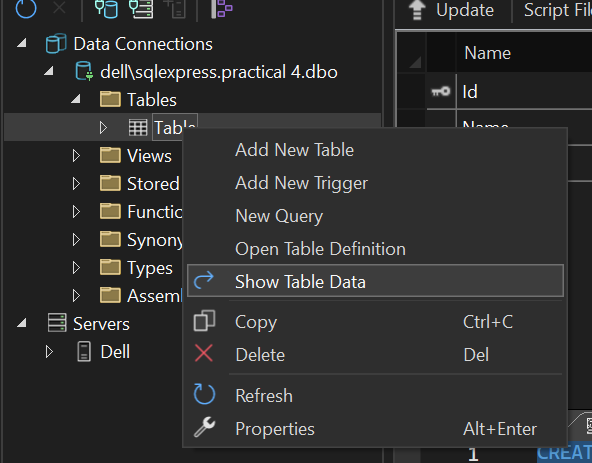 Update
Script File
Data Connections
dell\sqlexpress.practical 4.dbo
Tables
Table
Views
Stored
Functio
Synony
Types
Assemb
Servers
Dell
Name
Id
Name
Add New Table
Add New Trigger
New Query
Open Table Definition
Show Table Data
Copy Ctrl+C
Delete Del
Refresh
Properties Alt+Enter
1 CREAT